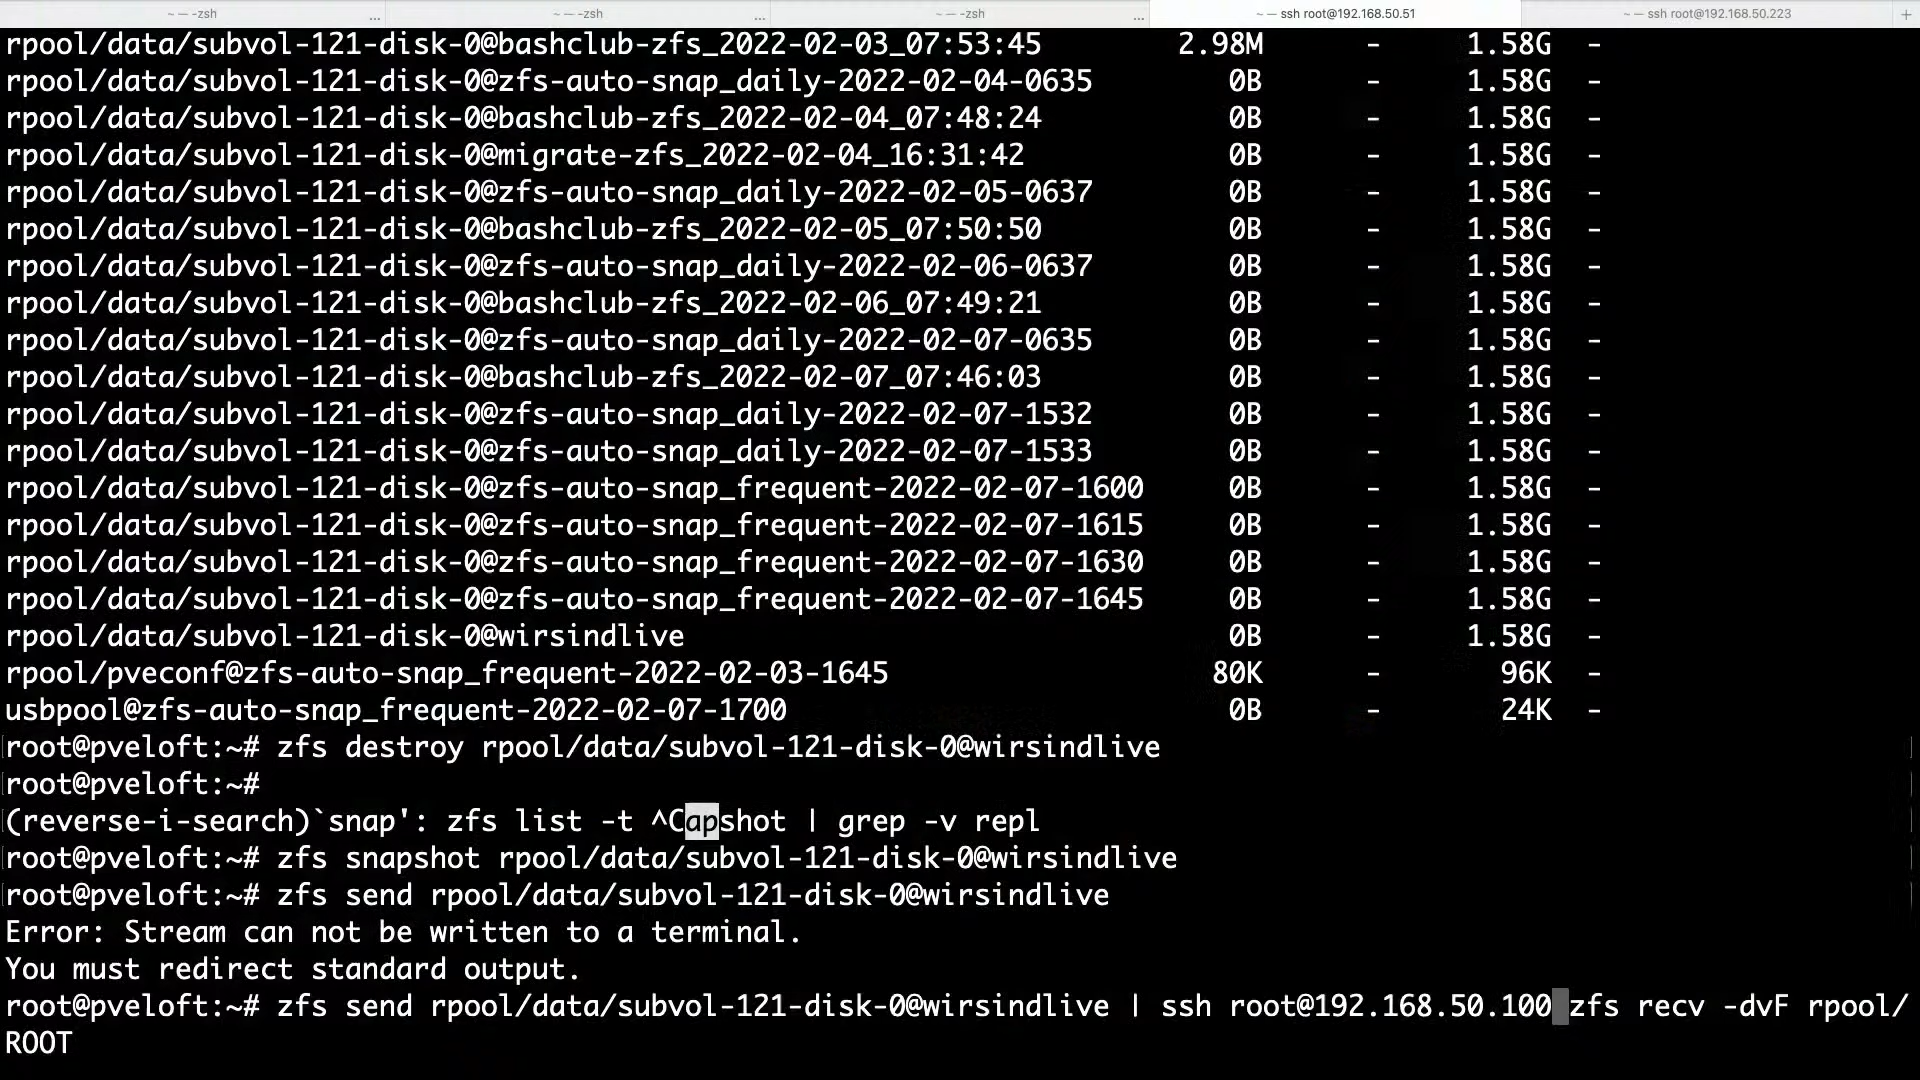 ~ — -zsh ... ~ — -zsh ... ~ — -zsh ... ~ — ssh root@192.168.50.51 ~ — ssh root@192.168.50.223 +
rpool/data/subvol-121-disk-0@bashclub-zfs_2022-02-03_07:53:45 2.98M - 1.58G -
rpool/data/subvol-121-disk-0@zfs-auto-snap_daily-2022-02-04-0635 0B - 1.58G -
rpool/data/subvol-121-disk-0@bashclub-zfs_2022-02-04_07:48:24 0B - 1.58G -
rpool/data/subvol-121-disk-0@migrate-zfs_2022-02-04_16:31:42 0B - 1.58G -
rpool/data/subvol-121-disk-0@zfs-auto-snap_daily-2022-02-05-0637 0B - 1.58G -
rpool/data/subvol-121-disk-0@bashclub-zfs_2022-02-05_07:50:50 0B - 1.58G -
rpool/data/subvol-121-disk-0@zfs-auto-snap_daily-2022-02-06-0637 0B - 1.58G -
rpool/data/subvol-121-disk-0@bashclub-zfs_2022-02-06_07:49:21 0B - 1.58G -
rpool/data/subvol-121-disk-0@zfs-auto-snap_daily-2022-02-07-0635 0B - 1.58G -
rpool/data/subvol-121-disk-0@bashclub-zfs_2022-02-07_07:46:03 0B - 1.58G -
rpool/data/subvol-121-disk-0@zfs-auto-snap_daily-2022-02-07-1532 0B - 1.58G -
rpool/data/subvol-121-disk-0@zfs-auto-snap_daily-2022-02-07-1533 0B - 1.58G -
rpool/data/subvol-121-disk-0@zfs-auto-snap_frequent-2022-02-07-1600 0B - 1.58G -
rpool/data/subvol-121-disk-0@zfs-auto-snap_frequent-2022-02-07-1615 0B - 1.58G -
rpool/data/subvol-121-disk-0@zfs-auto-snap_frequent-2022-02-07-1630 0B - 1.58G -
rpool/data/subvol-121-disk-0@zfs-auto-snap_frequent-2022-02-07-1645 0B - 1.58G -
rpool/data/subvol-121-disk-0@wirsindlive 0B - 1.58G -
rpool/pveconf@zfs-auto-snap_frequent-2022-02-03-1645 80K - 96K -
usbpool@zfs-auto-snap_frequent-2022-02-07-1700 0B - 24K -
root@pveloft:~# zfs destroy rpool/data/subvol-121-disk-0@wirsindlive
root@pveloft:~#
(reverse-i-search)`snap': zfs list -t ^Capshot | grep -v repl
root@pveloft:~# zfs snapshot rpool/data/subvol-121-disk-0@wirsindlive
root@pveloft:~# zfs send rpool/data/subvol-121-disk-0@wirsindlive
Error: Stream can not be written to a terminal.
You must redirect standard output.
root@pveloft:~# zfs send rpool/data/subvol-121-disk-0@wirsindlive | ssh root@192.168.50.100 zfs recv -dvF rpool/
ROOT